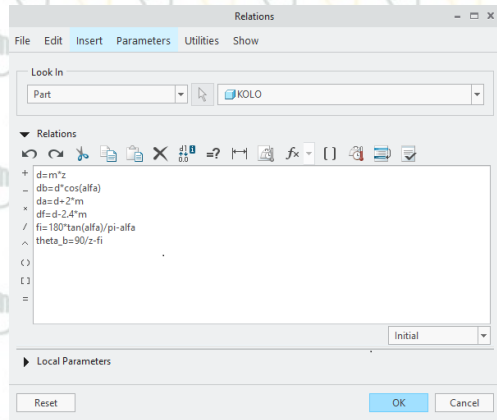 Relations
File Edit Insert Parameters Utilities Show
Look In
Part
KOLO
Relations
d=m*z
db=d*cos(alfa)
da=d+2*m
df=d-2.4*m
fi=180*tan(alfa)/pi-alfa
theta_b=90/z-fi
Initial
Local Parameters
Reset OK Cancel